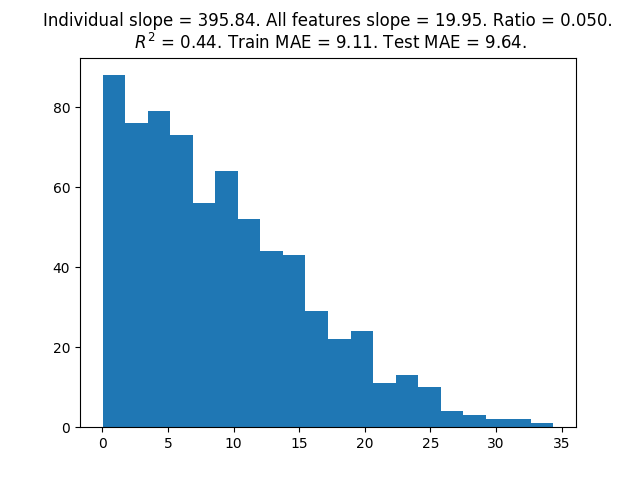 Individual slope = 395.84. All features slope = 19.95. Ratio = 0.050.
R² = 0.44. Train MAE = 9.11. Test MAE = 9.64.
80
60
40
20
0
0 5 10 15 20 25 30 35